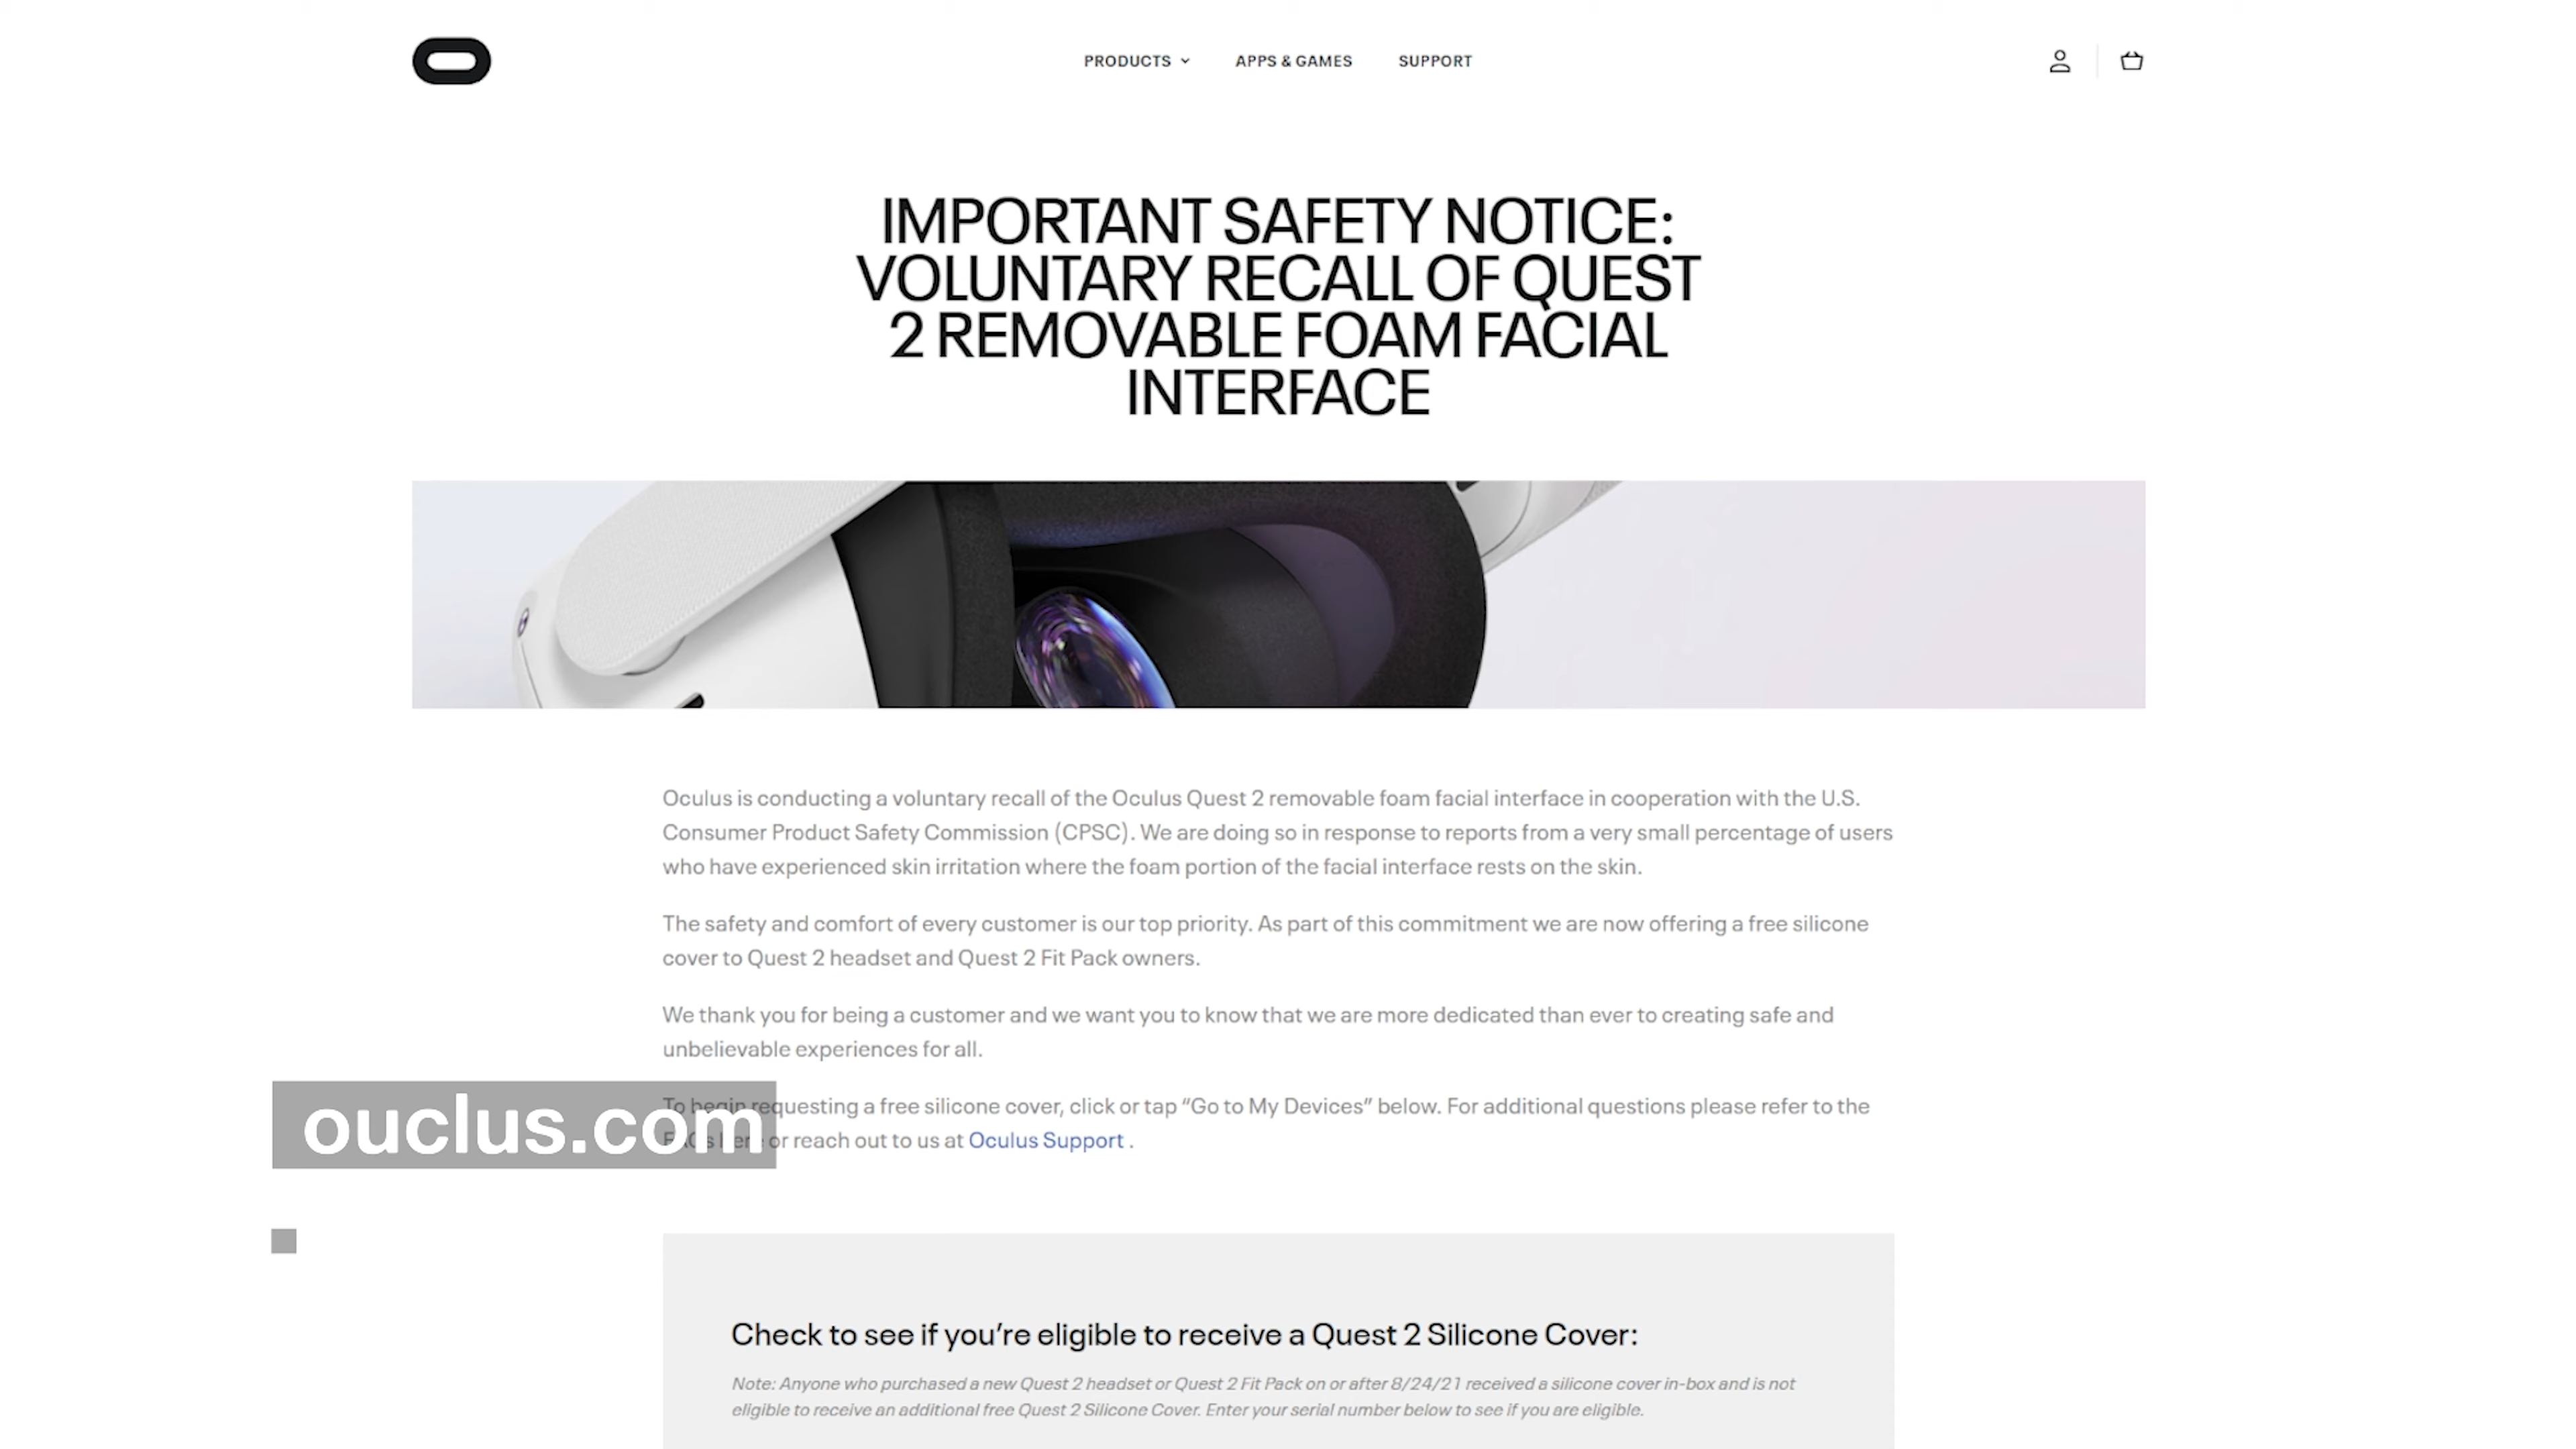 PRODUCTS
APPS & GAMES
SUPPORT
IMPORTANT SAFETY NOTICE:
VOLUNTARY RECALL OF QUEST
2 REMOVABLE FOAM FACIAL
INTERFACE
Oculus is conducting a voluntary recall of the Oculus Quest 2 removable foam facial interface in cooperation with the U.S.
Consumer Product Safety Commission (CPSC). We are doing so in response to reports from a very small percentage of users
who have experienced skin irritation where the foam portion of the facial interface rests on the skin.
The safety and comfort of every customer is our top priority. As part of this commitment we are now offering a free silicone
cover to Quest 2 headset and Quest 2 Fit Pack owners.
We thank you for being a customer and we want you to know that we are more dedicated than ever to creating safe and
unbelievable experiences for all.
To begin requesting a free silicone cover, click or tap “Go to My Devices” below. For additional questions please refer to the
FAQs here or reach out to us at Oculus Support .
ouclus.com
Check to see if you’re eligible to receive a Quest 2 Silicone Cover:
Note: Anyone who purchased a new Quest 2 headset or Quest 2 Fit Pack on or after 8/24/21 received a silicone cover in-box and is not
eligible to receive an additional free Quest 2 Silicone Cover. Enter your serial number below to see if you are eligible.